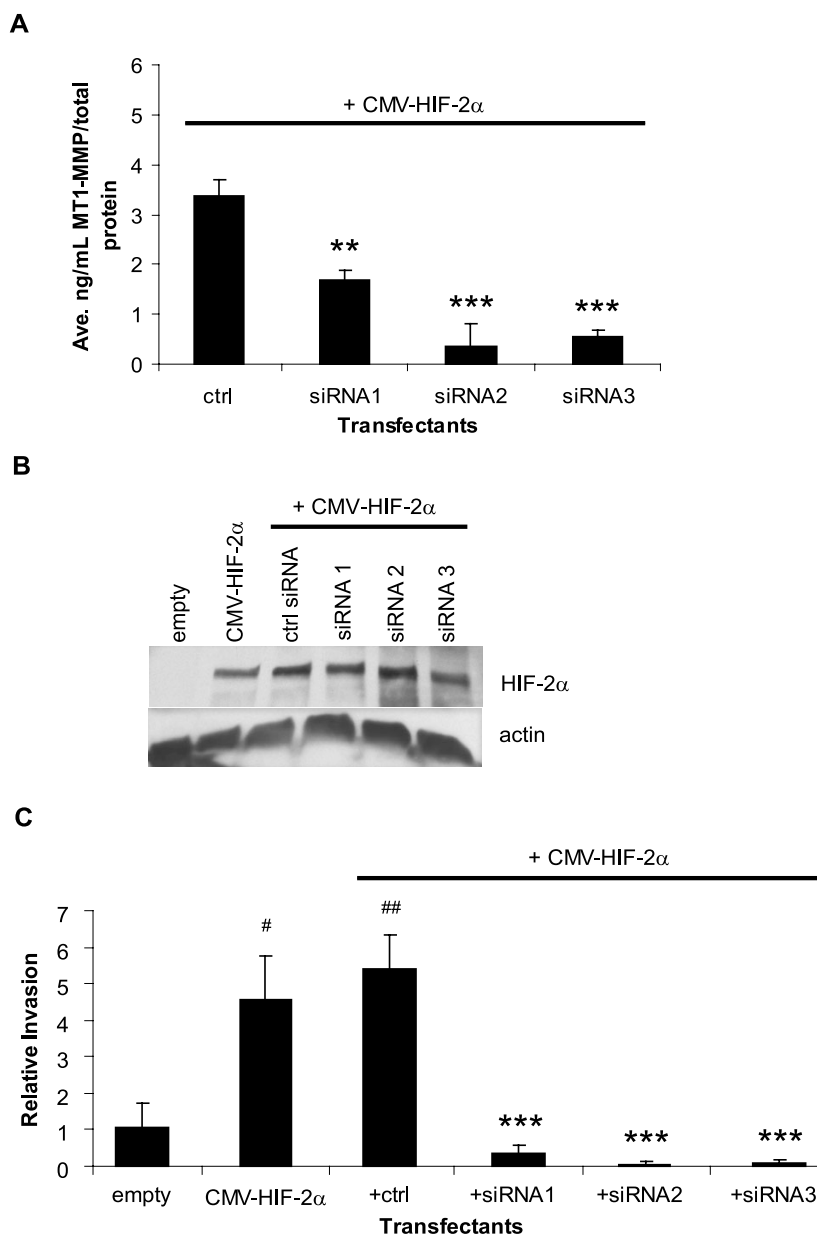 A
6
5
4
3
2
1
0
Ave. ng/mL MT1-MMP/total
protein
+ CMV-HIF-2α
**
***
***
ctrl siRNA1 siRNA2 siRNA3
Transfectants
B
+ CMV-HIF-2α
empty
CMV-HIF-2α
ctrl siRNA
siRNA 1
siRNA 2
siRNA 3
HIF-2α
actin
C
+ CMV-HIF-2α
7
6
5
4
3
2
1
0
Relative Invasion
#
##
***
***
***
empty CMV-HIF-2α +ctrl +siRNA1 +siRNA2 +siRNA3
Transfectants